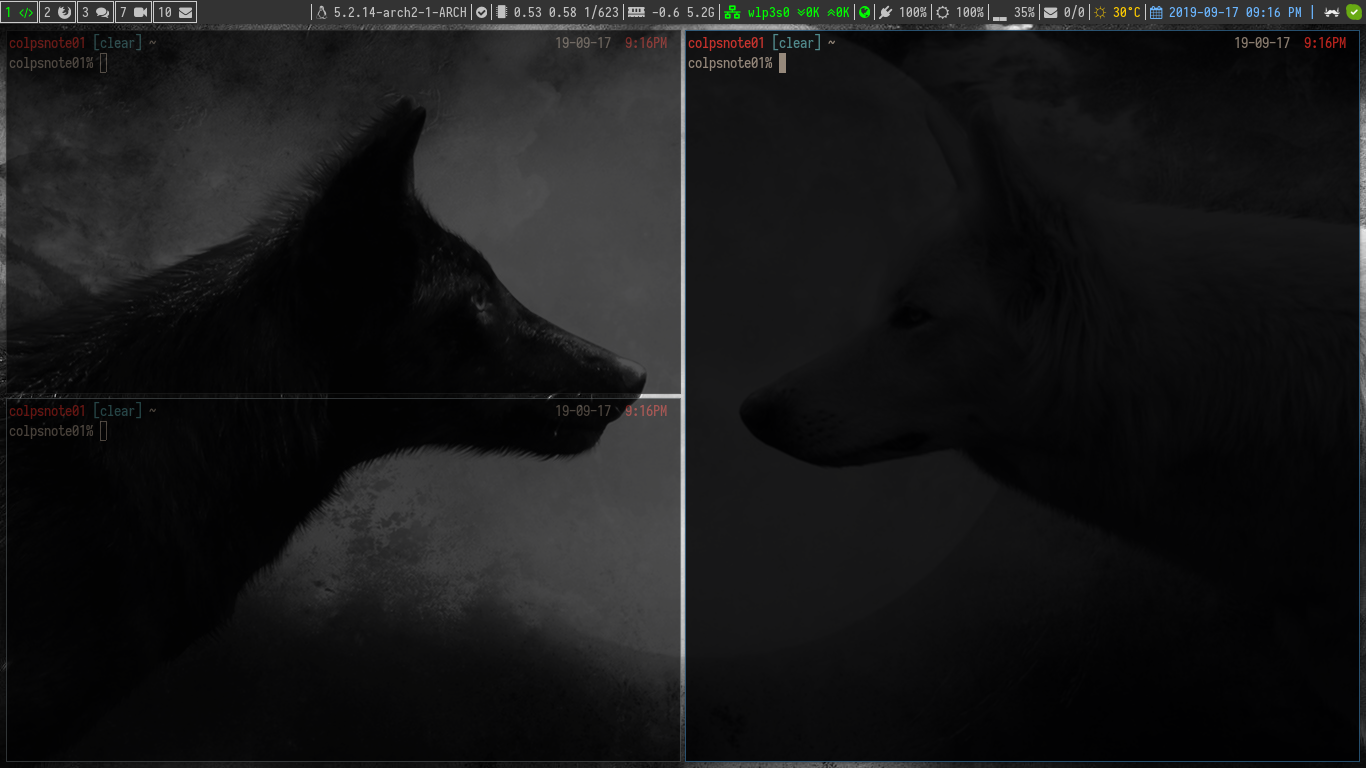 1 </> 2 3 7 10 5.2.14-arch2-1-ARCH 0.53 0.58 1/623 -0.6 5.2G wlp3s0 0K 0K 100% 100% 35% 0/0 30°C 2019-09-17 09:16 PM
colpsnote01 [clear] ~ 19-09-17 9:16PM
colpsnote01%
colpsnote01 [clear] ~ 19-09-17 9:16PM
colpsnote01%
colpsnote01 [clear] ~ 19-09-17 9:16PM
colpsnote01%